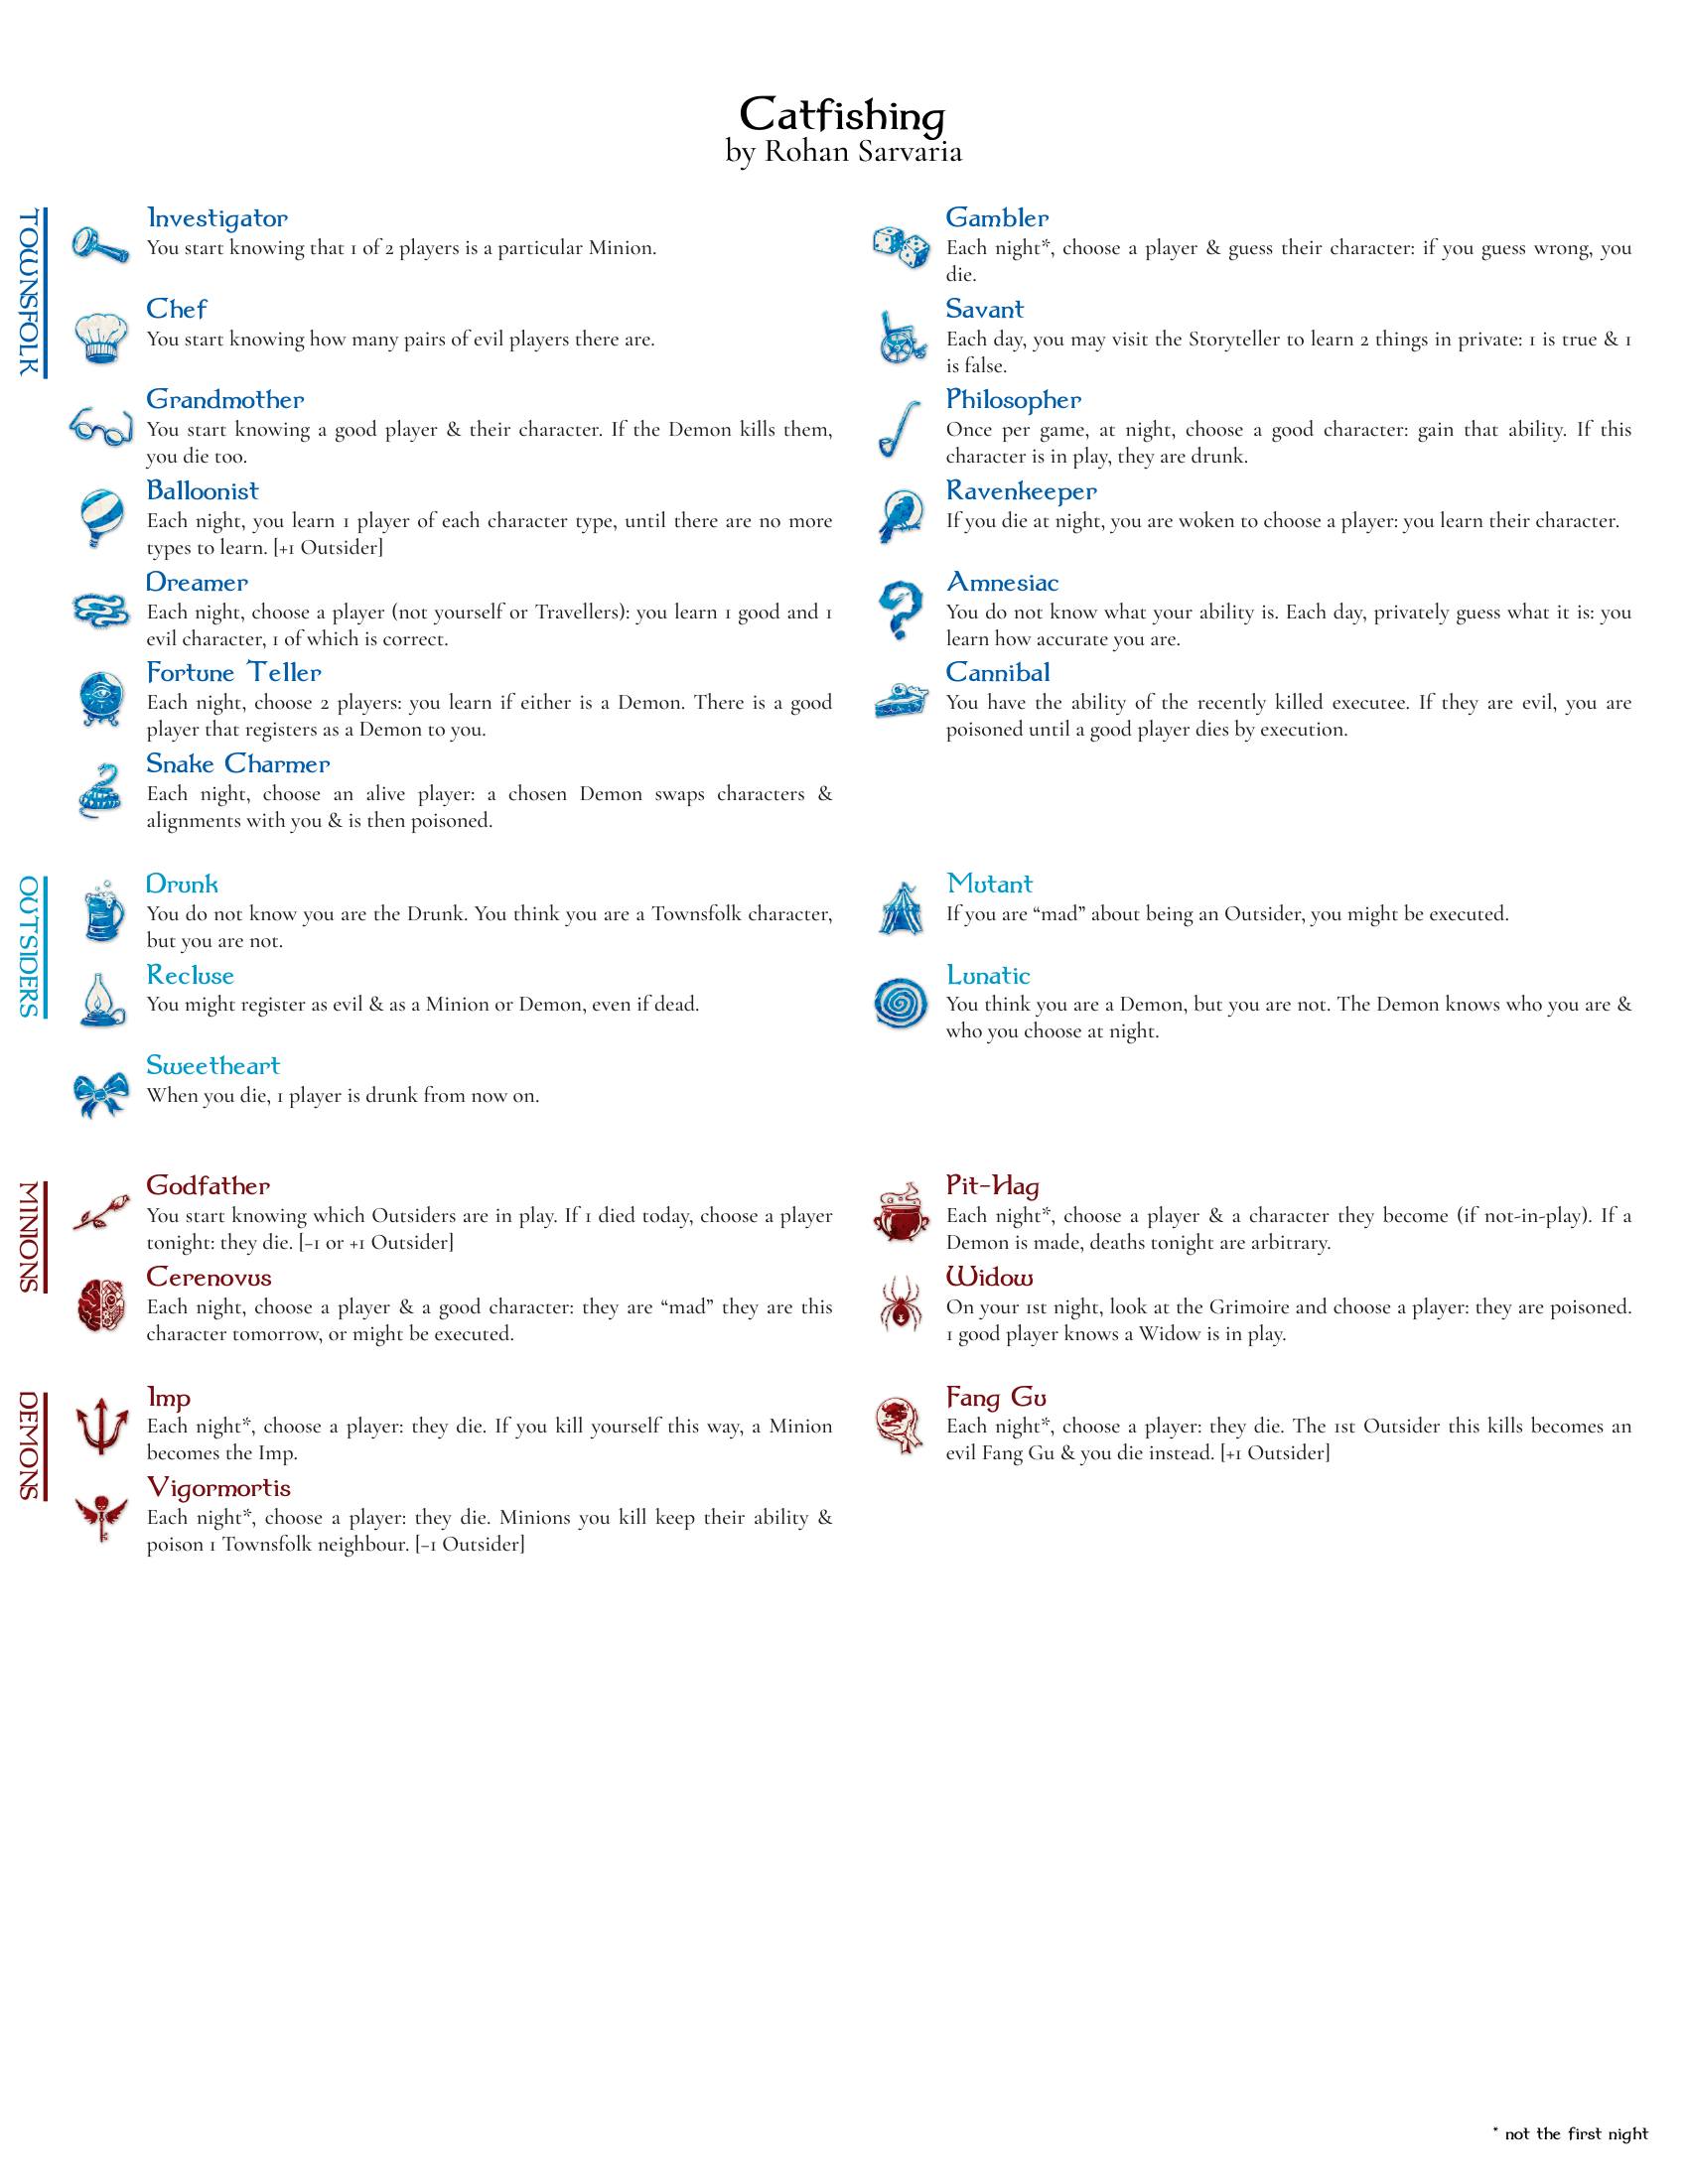 Catfishing
by Rohan Sarvaria
TOWNSFOLK
Investigator
You start knowing that 1 of 2 players is a particular Minion.
Chef
You start knowing how many pairs of evil players there are.
Grandmother
You start knowing a good player & their character. If the Demon kills them,
you die too.
Balloonist
Each night, you learn 1 player of each character type, until there are no more
types to learn. [+1 Outsider]
Dreamer
Each night, choose a player (not yourself or Travellers): you learn 1 good and 1
evil character, 1 of which is correct.
Fortune Teller
Each night, choose 2 players: you learn if either is a Demon. There is a good
player that registers as a Demon to you.
Snake Charmer
Each night, choose an alive player: a chosen Demon swaps characters &
alignments with you & is then poisoned.
Gambler
Each night*, choose a player & guess their character: if you guess wrong, you
die.
Savant
Each day, you may visit the Storyteller to learn 2 things in private: 1 is true & 1
is false.
Philosopher
Once per game, at night, choose a good character: gain that ability. If this
character is in play, they are drunk.
Ravenkeeper
If you die at night, you are woken to choose a player: you learn their character.
Amnesiac
You do not know what your ability is. Each day, privately guess what it is: you
learn how accurate you are.
Cannibal
You have the ability of the recently killed executee. If they are evil, you are
poisoned until a good player dies by execution.
OUTSIDERS
Drunk
You do not know you are the Drunk. You think you are a Townsfolk character,
but you are not.
Recluse
You might register as evil & as a Minion or Demon, even if dead.
Sweetheart
When you die, 1 player is drunk from now on.
Mutant
If you are “mad” about being an Outsider, you might be executed.
Lunatic
You think you are a Demon, but you are not. The Demon knows who you are &
who you choose at night.
MINIONS
Godfather
You start knowing which Outsiders are in play. If 1 died today, choose a player
tonight: they die. [−1 or +1 Outsider]
Cerenovus
Each night, choose a player & a good character: they are “mad” they are this
character tomorrow, or might be executed.
Pit-Hag
Each night*, choose a player & a character they become (if not-in-play). If a
Demon is made, deaths tonight are arbitrary.
Widow
On your 1st night, look at the Grimoire and choose a player: they are poisoned.
1 good player knows a Widow is in play.
DEMONS
Imp
Each night*, choose a player: they die. If you kill yourself this way, a Minion
becomes the Imp.
Vigormortis
Each night*, choose a player: they die. Minions you kill keep their ability &
poison 1 Townsfolk neighbour. [−1 Outsider]
Fang Gu
Each night*, choose a player: they die. The 1st Outsider this kills becomes an
evil Fang Gu & you die instead. [+1 Outsider]
* not the first night